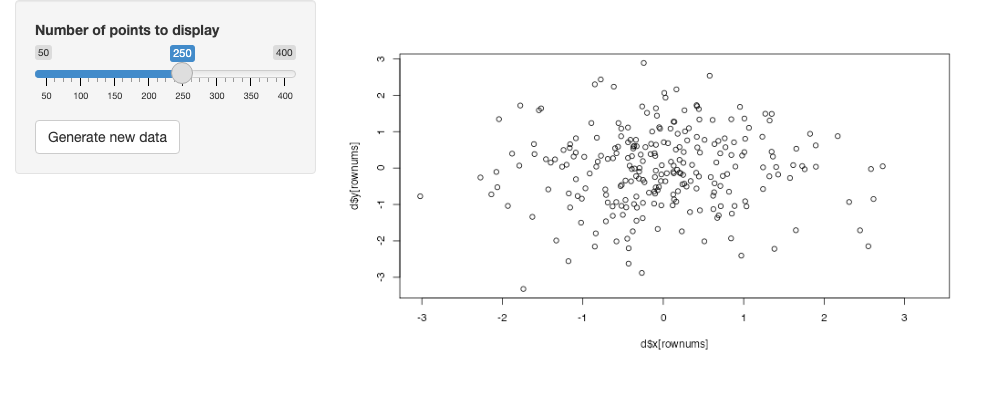 Number of points to display
50 250 400
50 100 150 200 250 300 350 400
Generate new data
3
2
1
0
-1
-2
-3
d$y[rownums]
-3 -2 -1 0 1 2 3
d$x[rownums]